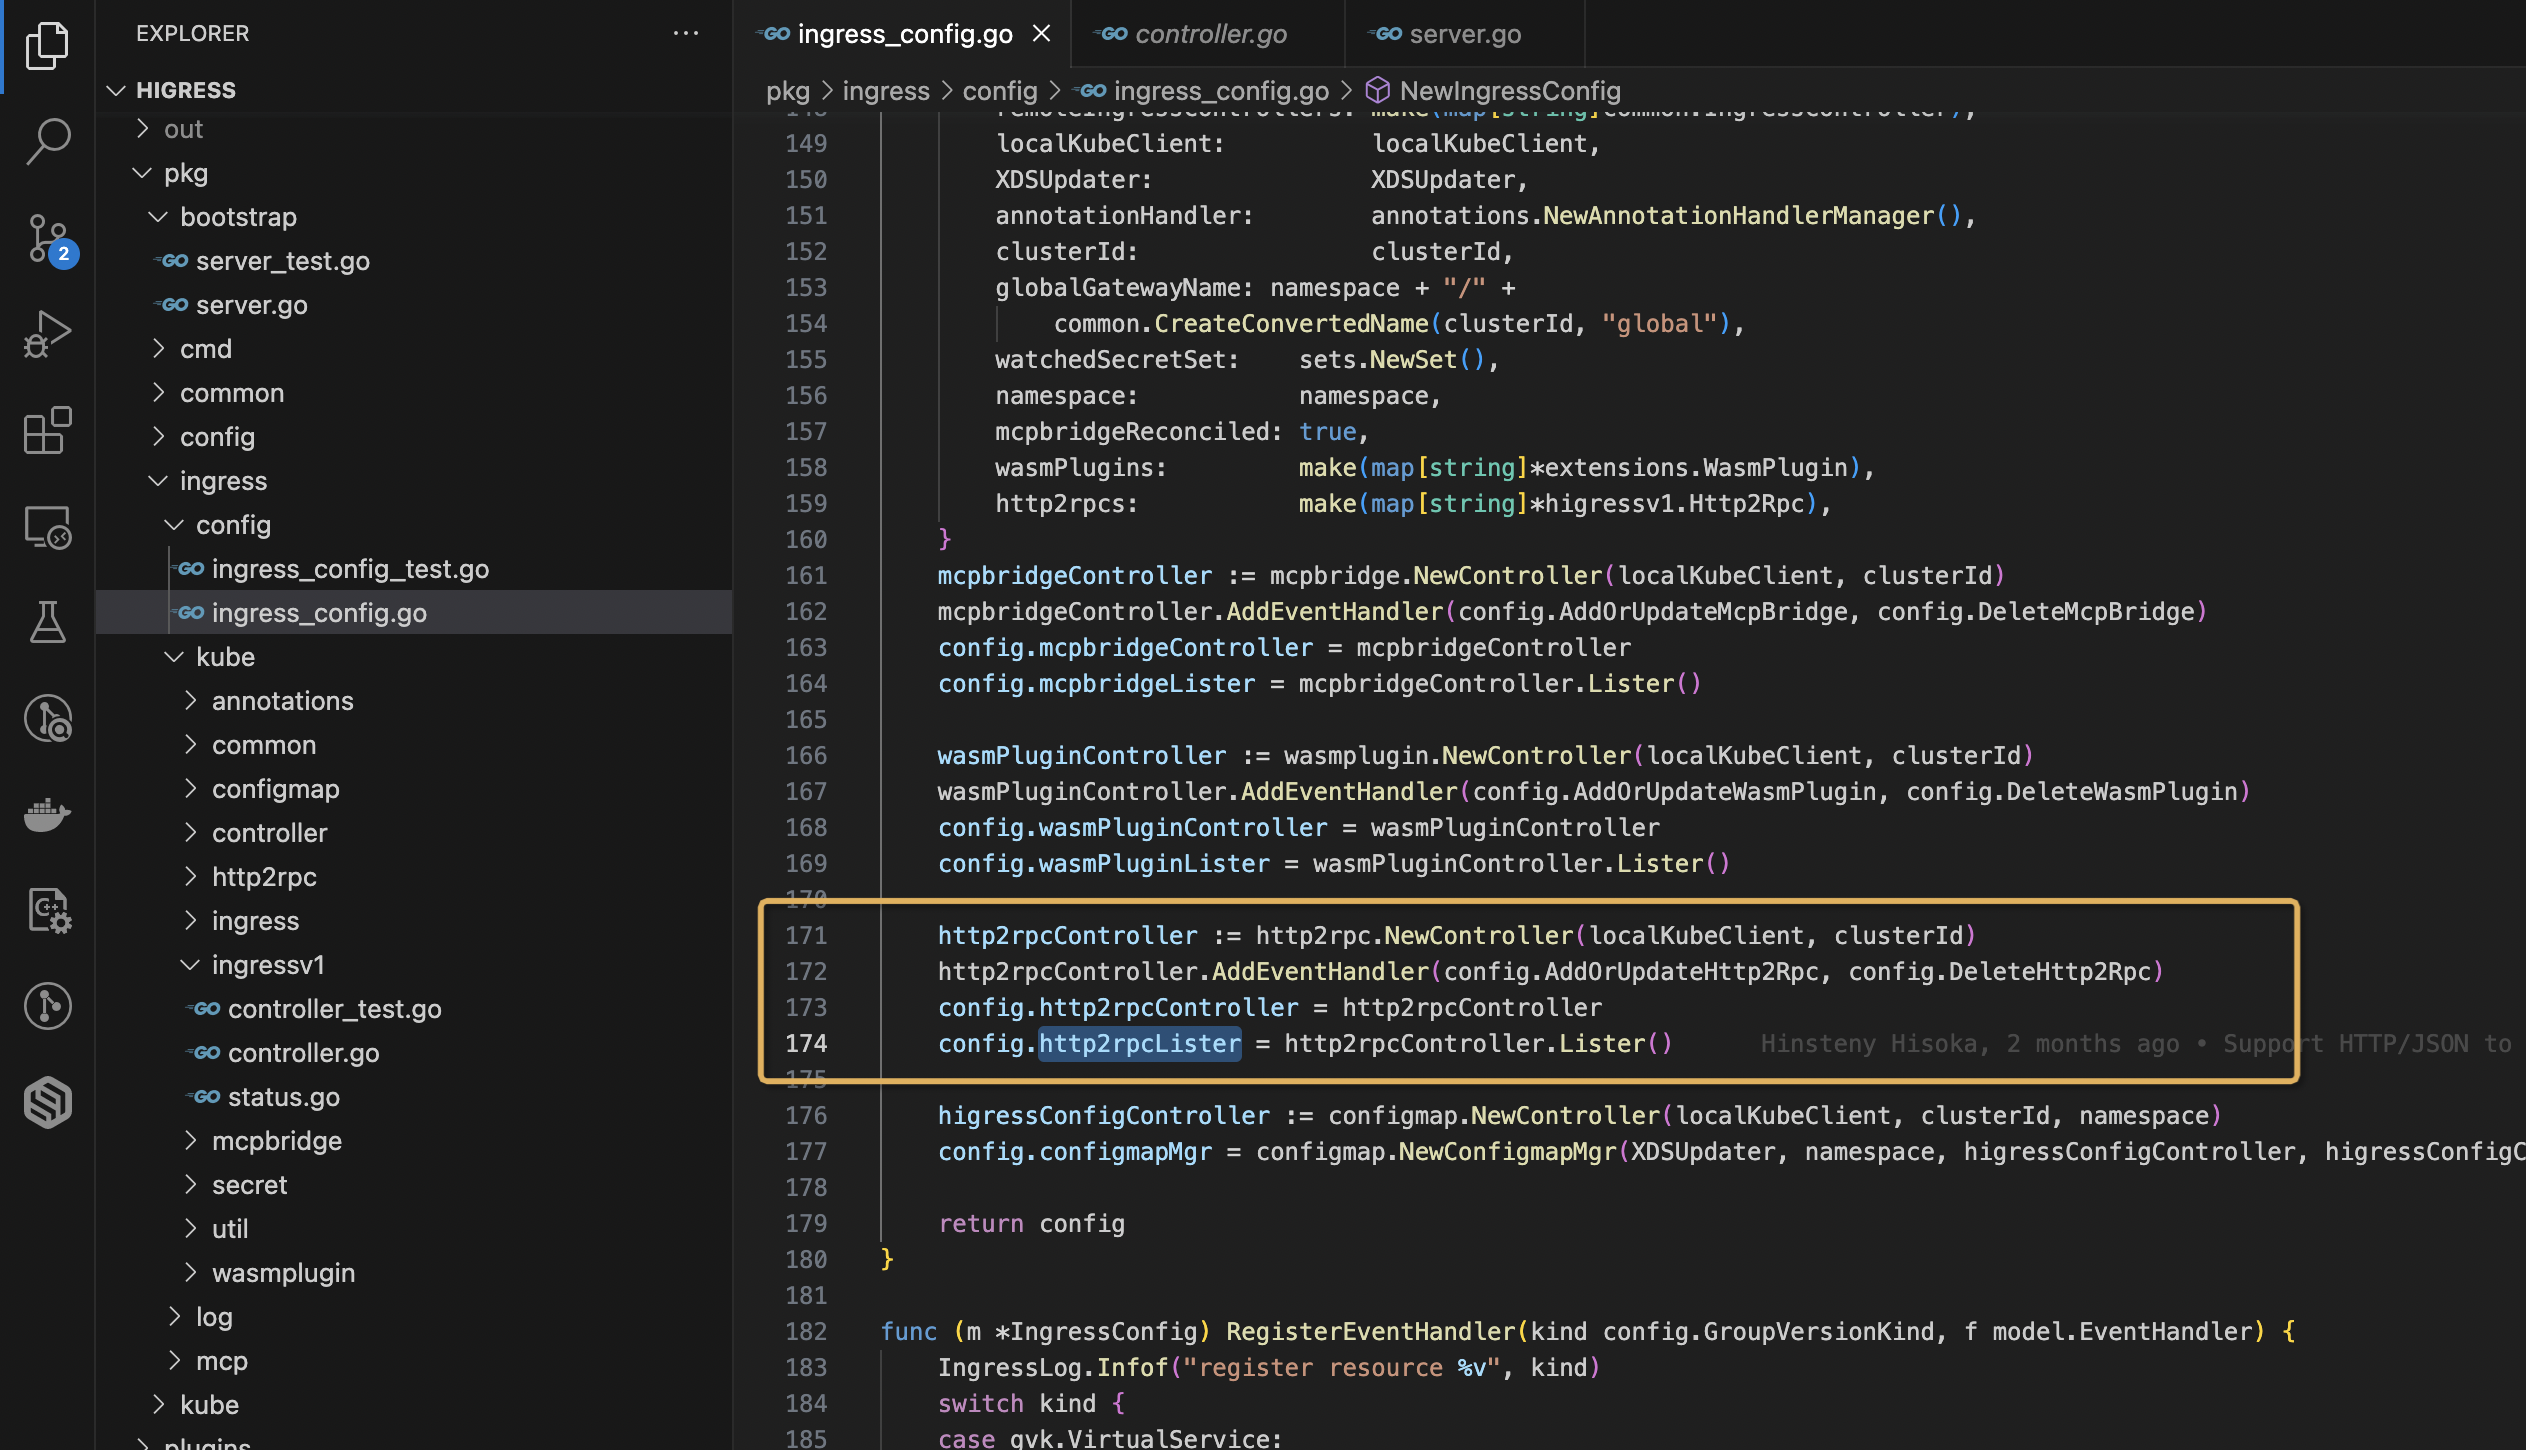 EXPLORER
HIGRESS
out
pkg
bootstrap
server_test.go
server.go
cmd
common
config
ingress
config
ingress_config_test.go
ingress_config.go
kube
annotations
common
configmap
controller
http2rpc
ingress
ingressv1
controller_test.go
controller.go
status.go
mcpbridge
secret
util
wasmplugin
log
mcp
kube
plugins
2
ingress_config.go
controller.go
server.go
pkg > ingress > config > ingress_config.go > NewIngressConfig
148 remoteIngressControllers: make(map[string]common.IngressController),
149 localKubeClient: localKubeClient,
150 XDSUpdater: XDSUpdater,
151 annotationHandler: annotations.NewAnnotationHandlerManager(),
152 clusterId: clusterId,
153 globalGatewayName: namespace + "/" +
154 common.CreateConvertedName(clusterId, "global"),
155 watchedSecretSet: sets.NewSet(),
156 namespace: namespace,
157 mcpbridgeReconciled: true,
158 wasmPlugins: make(map[string]*extensions.WasmPlugin),
159 http2rpcs: make(map[string]*higressv1.Http2Rpc),
160 }
161 mcpbridgeController := mcpbridge.NewController(localKubeClient, clusterId)
162 mcpbridgeController.AddEventHandler(config.AddOrUpdateMcpBridge, config.DeleteMcpBridge)
163 config.mcpbridgeController = mcpbridgeController
164 config.mcpbridgeLister = mcpbridgeController.Lister()
165
166 wasmPluginController := wasmplugin.NewController(localKubeClient, clusterId)
167 wasmPluginController.AddEventHandler(config.AddOrUpdateWasmPlugin, config.DeleteWasmPlugin)
168 config.wasmPluginController = wasmPluginController
169 config.wasmPluginLister = wasmPluginController.Lister()
170
171 http2rpcController := http2rpc.NewController(localKubeClient, clusterId)
172 http2rpcController.AddEventHandler(config.AddOrUpdateHttp2Rpc, config.DeleteHttp2Rpc)
173 config.http2rpcController = http2rpcController
174 config.http2rpcLister = http2rpcController.Lister() Hinsteny Hisoka, 2 months ago • Support HTTP/JSON to
175
176 higressConfigController := configmap.NewController(localKubeClient, clusterId, namespace)
177 config.configmapMgr = configmap.NewConfigmapMgr(XDSUpdater, namespace, higressConfigController, higressConfigC
178
179 return config
180 }
181
182 func (m *IngressConfig) RegisterEventHandler(kind config.GroupVersionKind, f model.EventHandler) {
183 IngressLog.Infof("register resource %v", kind)
184 switch kind {
185 case gvk.VirtualService: